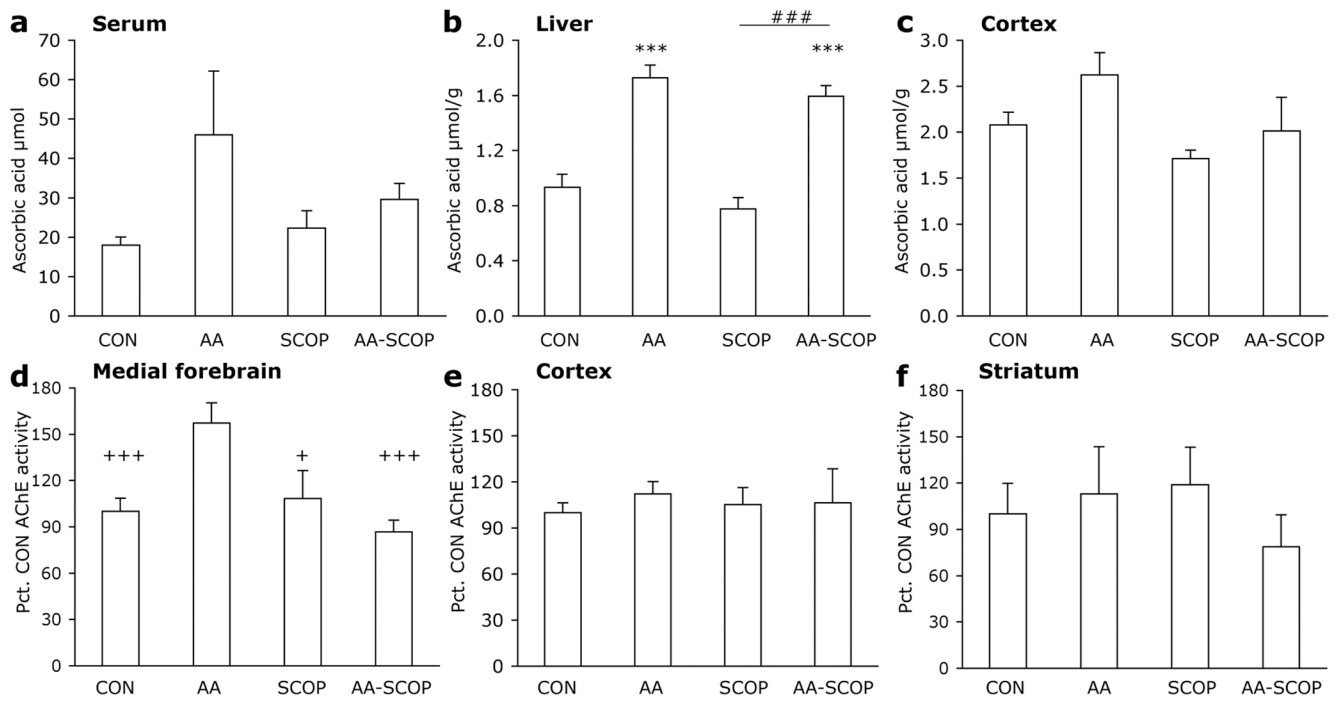 a Serum
Ascorbic acid μmol
70
60
50
40
30
20
10
0
CON AA SCOP AA-SCOP
b Liver
###
*** ***
Ascorbic acid μmol/g
2.0
1.6
1.2
0.8
0.4
0.0
CON AA SCOP AA-SCOP
c Cortex
Ascorbic acid μmol/g
3.0
2.5
2.0
1.5
1.0
0.5
0.0
CON AA SCOP AA-SCOP
d Medial forebrain
Pct. CON AChE activity
180
150
120
90
60
30
0
+++ + +++
CON AA SCOP AA-SCOP
e Cortex
Pct. CON AChE activity
180
150
120
90
60
30
0
CON AA SCOP AA-SCOP
f Striatum
Pct. CON AChE activity
180
150
120
90
60
30
0
CON AA SCOP AA-SCOP